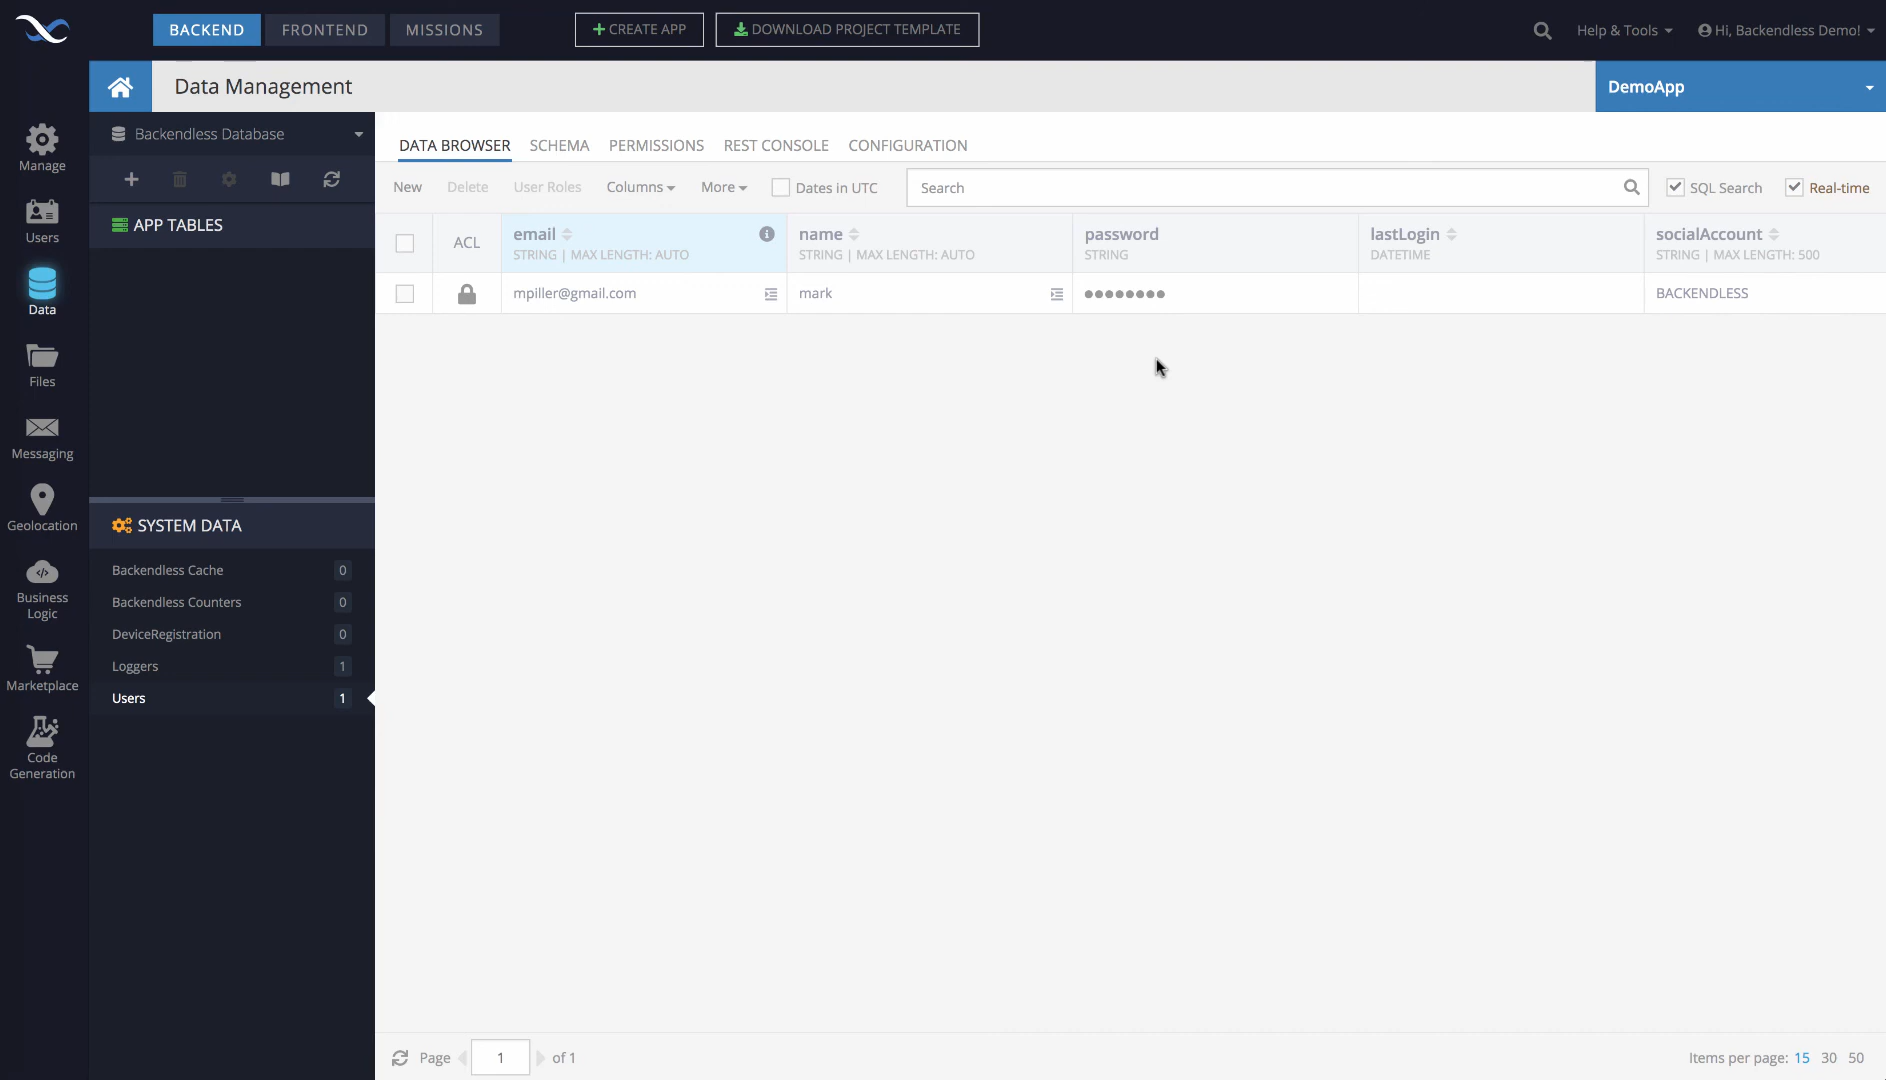 BACKEND FRONTEND MISSIONS CREATE APP DOWNLOAD PROJECT TEMPLATE Help & Tools Hi, Backendless Demo!
Data Management DemoApp
Manage
Users
Data
Files
Messaging
Geolocation
Business
Logic
Marketplace
Code
Generation
Backendless Database
APP TABLES
SYSTEM DATA
Backendless Cache 0
Backendless Counters 0
DeviceRegistration 0
Loggers 1
Users 1
DATA BROWSER SCHEMA PERMISSIONS REST CONSOLE CONFIGURATION
New Delete User Roles Columns More Dates in UTC Search SQL Search Real-time
ACL email name password lastLogin socialAccount
STRING | MAX LENGTH: AUTO STRING | MAX LENGTH: AUTO STRING DATETIME STRING | MAX LENGTH: 500
mpiller@gmail.com mark ●●●●●●●● BACKENDLESS
Page 1 of 1 Items per page: 15 30 50